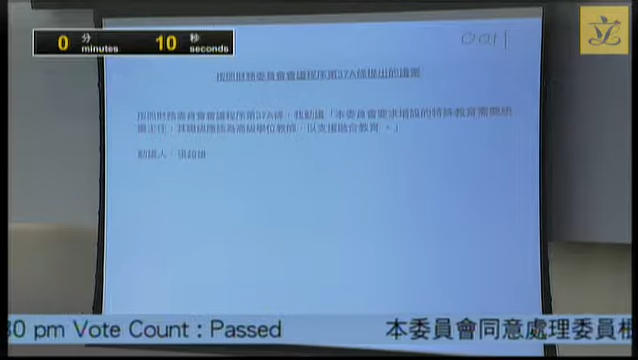 0 分 minutes 10 秒 seconds
0011
按照財務委員會會議程序第37A條提出的議案
按照財務委員會會議程序第37A條，我動議「本委員會要求增設的特殊教育需要統
籌主任，其職級應該為高級學位教師，以支援融合教育。」
動議人：張超雄
30 pm Vote Count : Passed 本委員會同意處理委員